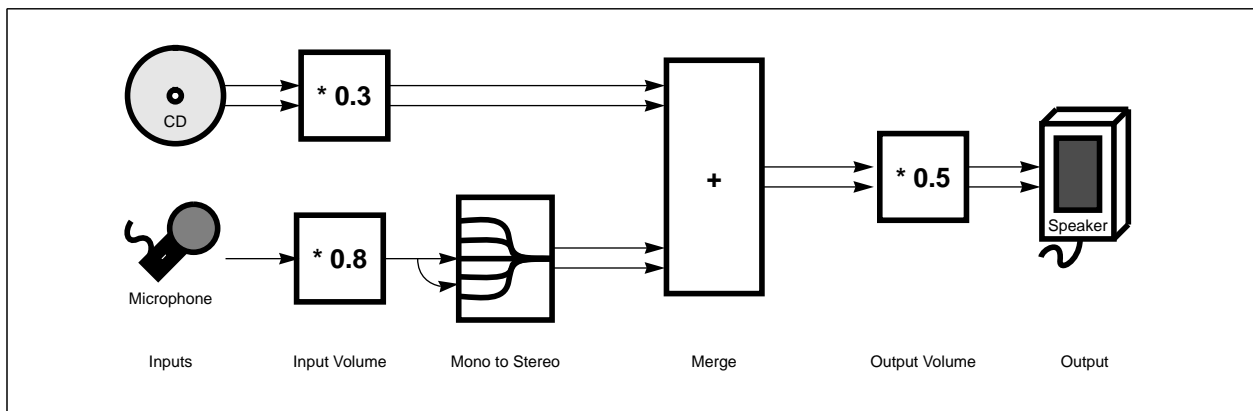 CD
* 0.3
+
* 0.5
Speaker
Microphone
* 0.8
Inputs
Input Volume
Mono to Stereo
Merge
Output Volume
Output